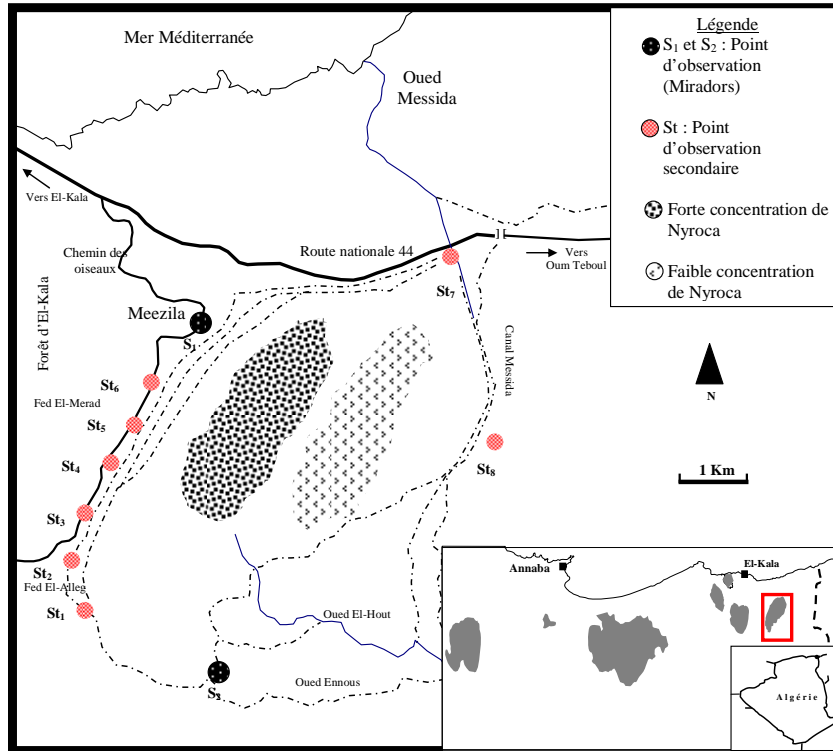 Mer Méditerranée
Oued
Messida
Légende
S1 et S2 : Point
d'observation
(Miradors)
St : Point
d'observation
secondaire
Forte concentration de
Nyroca
Faible concentration
de Nyroca
Vers El-Kala
Chemin des
oiseaux
Route nationale 44
Vers
Oum Teboul
Forêt d'El-Kala
Meezila
S1
St7
Canal Messida
N
St6
Fed El-Merad
St5
St4
St8
1 Km
St3
St2
Fed El-Alleg
St1
Oued El-Hout
S2
Oued Ennous
Annaba
El-Kala
Algérie